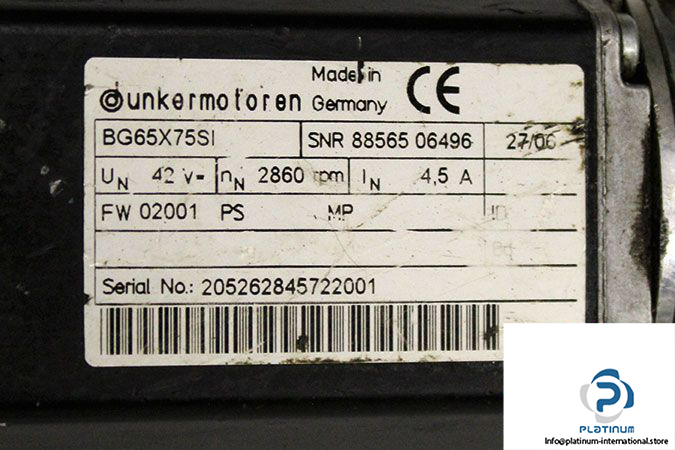 Made in
dunkermotoren Germany CE
BG65X75SI SNR 88565 06496 27/06
UN 42 V= nN 2860 rpm IN 4,5 A
FW 02001 PS MP ID
Serial No.: 205262845722001
PLATINUM
Info@platinum-international.store